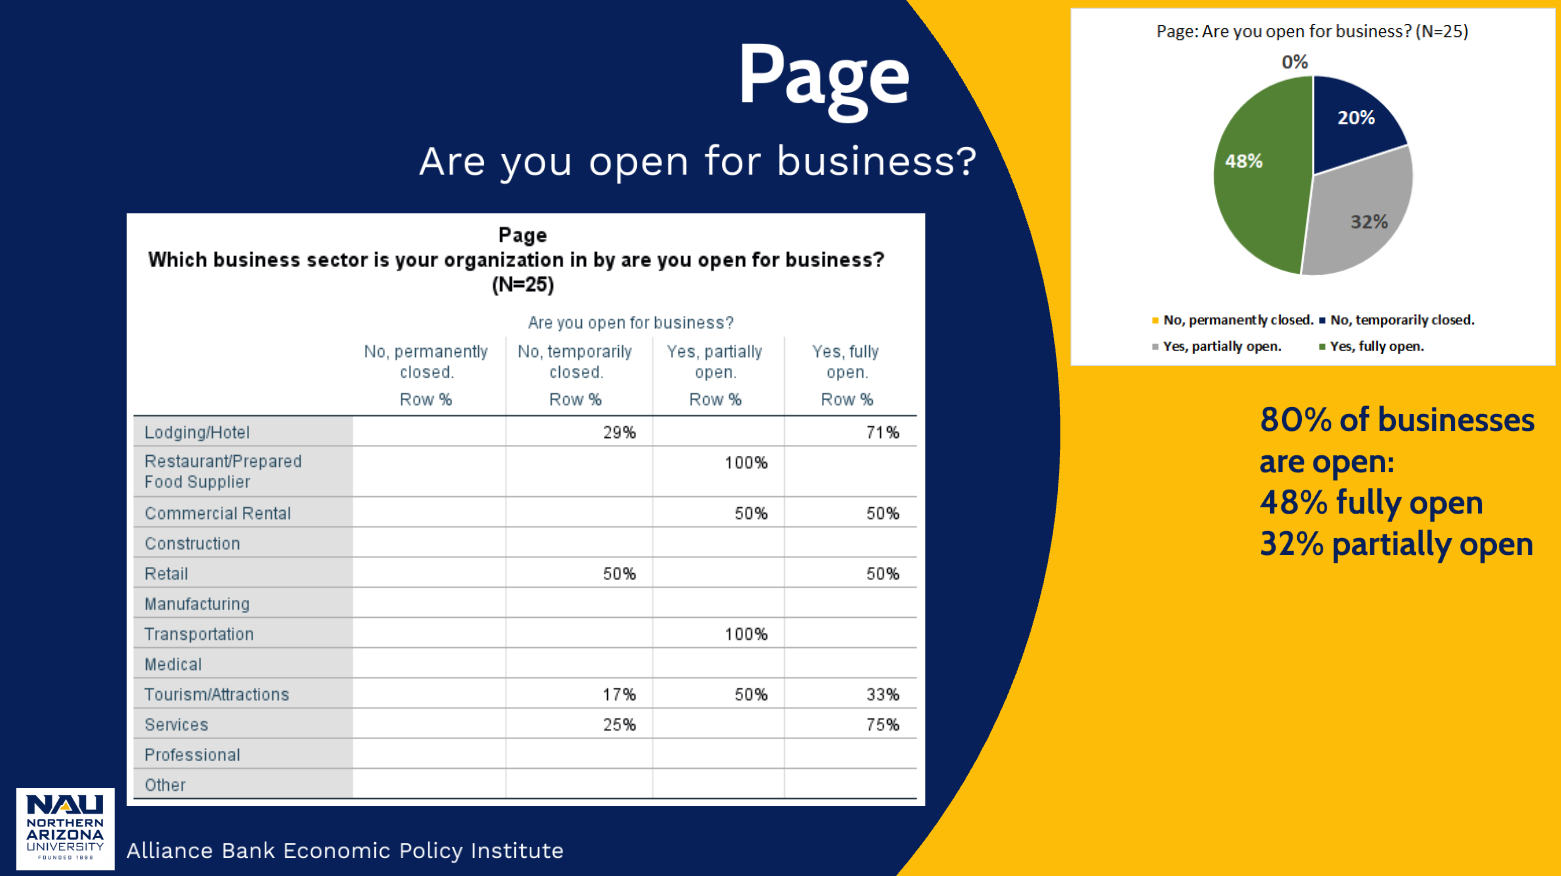 Page
Are you open for business?
Page
Which business sector is your organization in by are you open for business?
(N=25)
Are you open for business?
No, permanently closed. No, temporarily closed. Yes, partially open. Yes, fully open.
Row % Row % Row % Row %
Lodging/Hotel 29% 71%
Restaurant/Prepared Food Supplier 100%
Commercial Rental 50% 50%
Construction
Retail 50% 50%
Manufacturing
Transportation 100%
Medical
Tourism/Attractions 17% 50% 33%
Services 25% 75%
Professional
Other
Page: Are you open for business? (N=25)
0%
20%
48%
32%
No, permanently closed. No, temporarily closed.
Yes, partially open. Yes, fully open.
80% of businesses
are open:
48% fully open
32% partially open
NAU
NORTHERN
ARIZONA
UNIVERSITY
FOUNDED 1899
Alliance Bank Economic Policy Institute